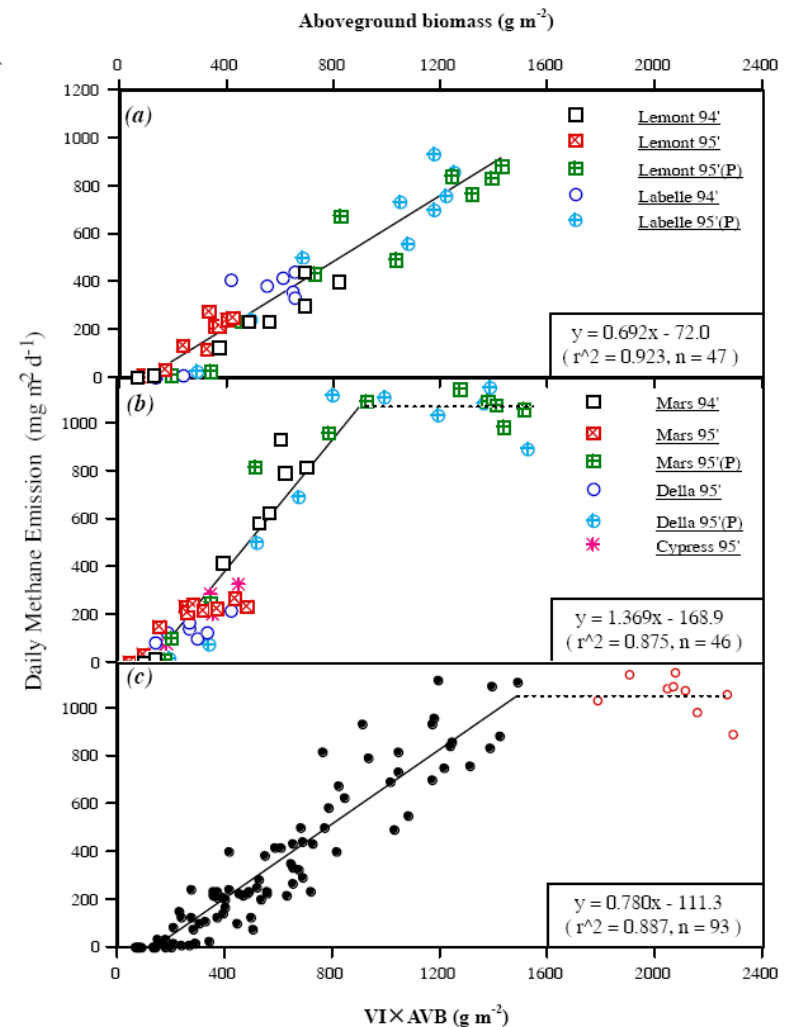 Aboveground biomass (g m-2)
0 400 800 1200 1600 2000 2400
1200
1000
800
600
400
200
0
(a)
Lemont 94'
Lemont 95'
Lemont 95'(P)
Labelle 94'
Labelle 95'(P)
y = 0.692x - 72.0
( r^2 = 0.923, n = 47 )
Daily Methane Emission (mg m-2 d-1)
1000
800
600
400
200
0
(b)
Mars 94'
Mars 95'
Mars 95'(P)
Della 95'
Della 95'(P)
Cypress 95'
y = 1.369x - 168.9
( r^2 = 0.875, n = 46 )
1000
800
600
400
200
0
(c)
y = 0.780x - 111.3
( r^2 = 0.887, n = 93 )
0 400 800 1200 1600 2000 2400
VI×AVB (g m-2)